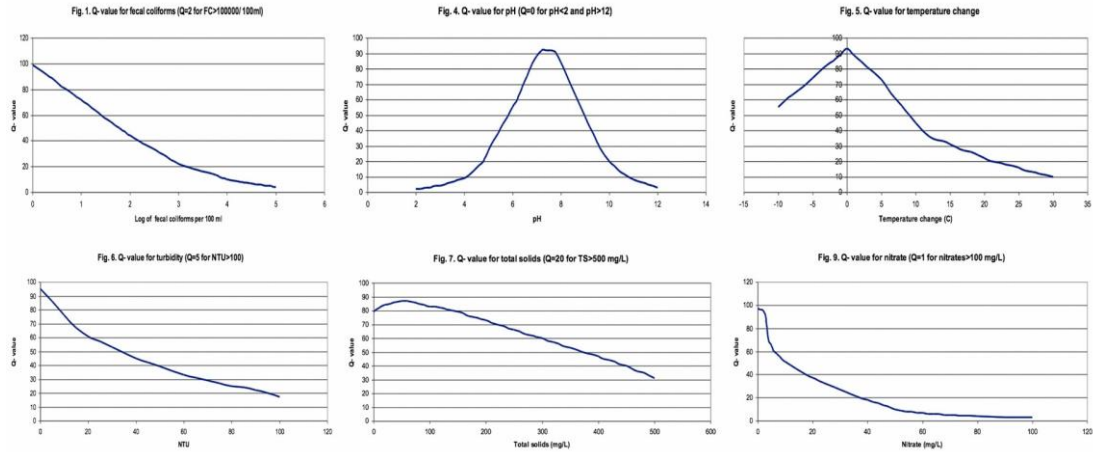 Fig. 1. Q- value for fecal coliforms (Q=2 for FC>100000/ 100ml)
120
100
80
60
40
20
0
Q- value
0 1 2 3 4 5 6
Log of fecal coliforms per 100 ml
Fig. 4. Q- value for pH (Q=0 for pH<2 and pH>12)
100
90
80
70
60
50
40
30
20
10
0
Q- value
0 2 4 6 8 10 12 14
pH
Fig. 5. Q- value for temperature change
100
90
80
70
60
50
40
30
20
10
0
Q- value
-15 -10 -5 0 5 10 15 20 25 30 35
Temperature change (C)
Fig. 6. Q- value for turbidity (Q=5 for NTU>100)
100
90
80
70
60
50
40
30
20
10
0
Q- value
0 20 40 60 80 100 120
NTU
Fig. 7. Q- value for total solids (Q=20 for TS>500 mg/L)
100
90
80
70
60
50
40
30
20
10
0
Q- value
0 100 200 300 400 500 600
Total solids (mg/L)
Fig. 9. Q- value for nitrate (Q=1 for nitrates>100 mg/L)
120
100
80
60
40
20
0
Q- value
0 20 40 60 80 100 120
Nitrate (mg/L)